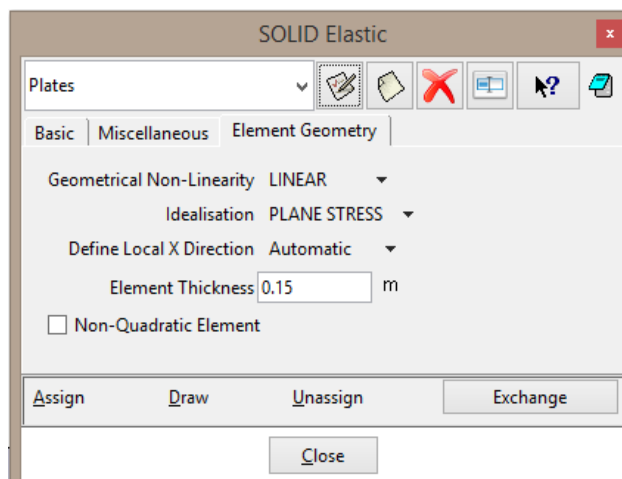 SOLID Elastic
x
Plates
?
Basic Miscellaneous Element Geometry
Geometrical Non-Linearity LINEAR
Idealisation PLANE STRESS
Define Local X Direction Automatic
Element Thickness 0.15 m
Non-Quadratic Element
Assign Draw Unassign Exchange
Close